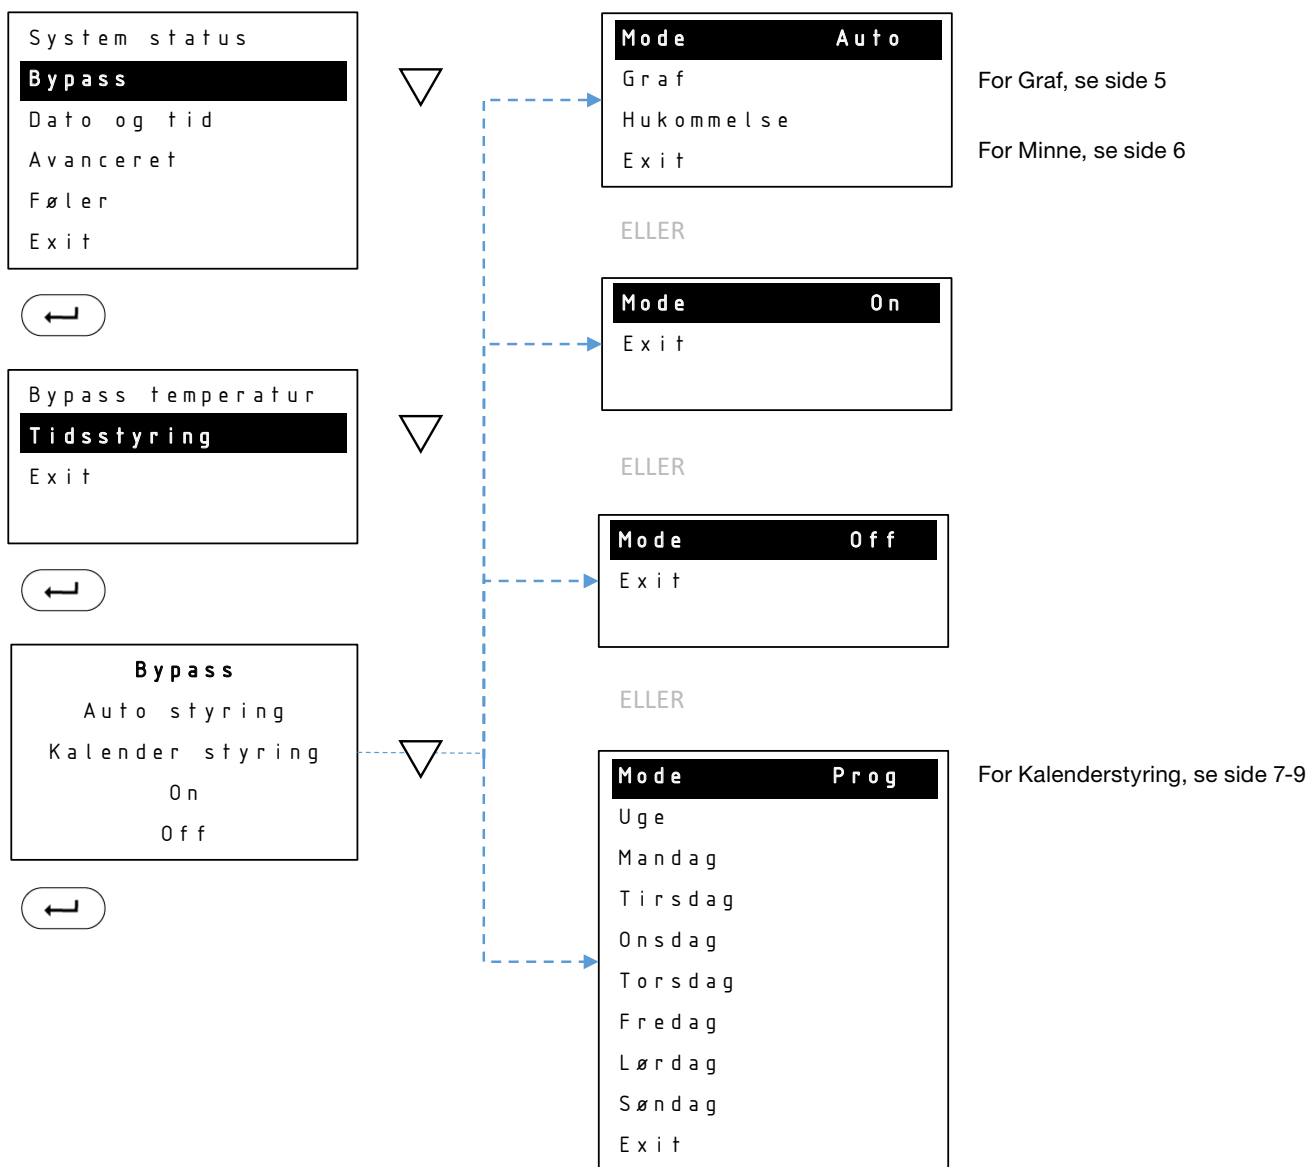 System status
Bypass
Dato og tid
Avanceret
Føler
Exit
Bypass temperatur
Tidsstyring
Exit
Bypass
Auto styring
Kalender styring
On
Off
Mode Auto
Graf
Hukommelse
Exit
For Graf, se side 5
For Minne, se side 6
ELLER
Mode On
Exit
ELLER
Mode Off
Exit
ELLER
Mode Prog
Uge
Mandag
Tirsdag
Onsdag
Torsdag
Fredag
Lørdag
Søndag
Exit
For Kalenderstyring, se side 7-9